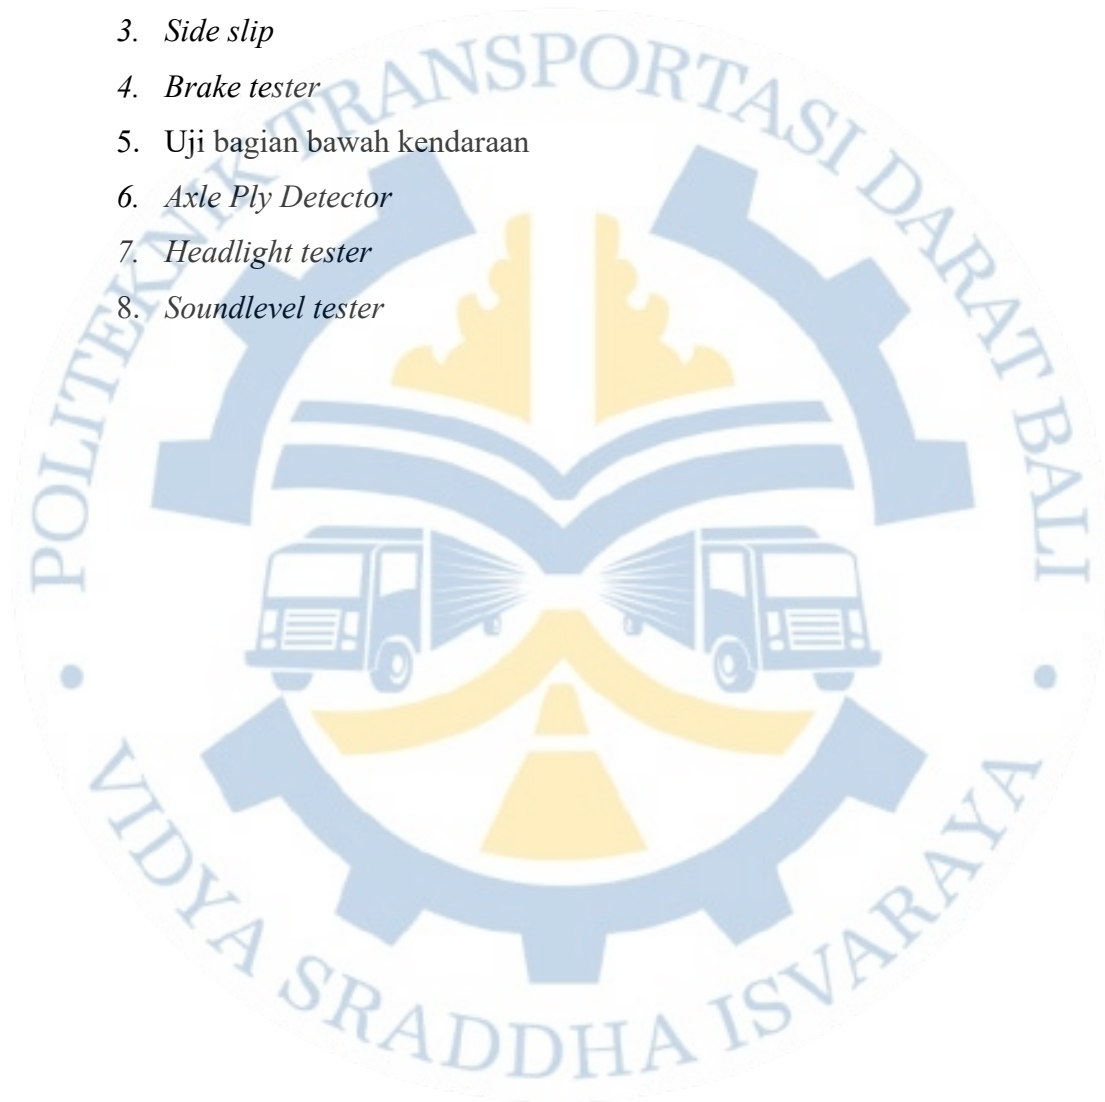 3. Side slip
4. Brake tester
5. Uji bagian bawah kendaraan
6. Axle Ply Detector
7. Headlight tester
8. Soundlevel tester
POLITEKNIK TRANSPORTASI DARAT BALI
VIDYA SRADDHA ISVARAYA